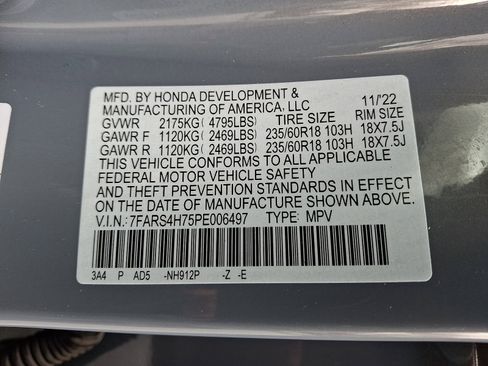 MFD. BY HONDA DEVELOPMENT &
MANUFACTURING OF AMERICA, LLC 11/'22
GVWR 2175KG( 4795LBS) TIRE SIZE RIM SIZE
GAWR F 1120KG( 2469LBS) 235/60R18 103H 18X7.5J
GAWR R 1120KG( 2469LBS) 235/60R18 103H 18X7.5J
THIS VEHICLE CONFORMS TO ALL APPLICABLE
FEDERAL MOTOR VEHICLE SAFETY
AND THEFT PREVENTION STANDARDS IN EFFECT
ON THE DATE OF MANUFACTURE SHOWN ABOVE.
V.I.N.: 7FARS4H75PE006497 TYPE: MPV
3A4 P AD5 -NH912P -Z -E